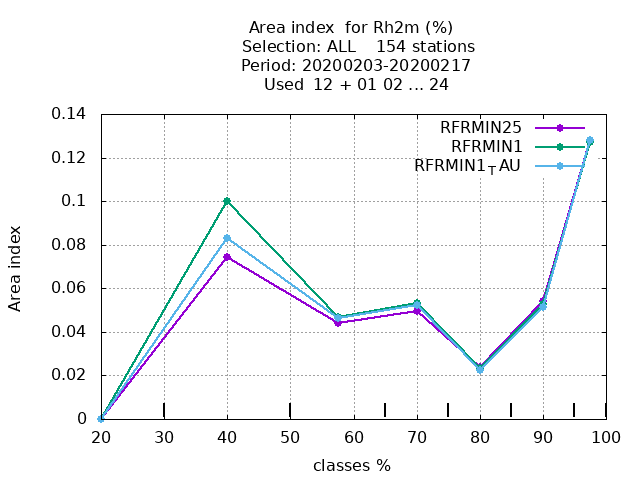 Area index  for Rh2m (%)
Selection: ALL    154 stations
Period: 20200203-20200217
Used  12 + 01 02 ... 24
0.14
RFRMIN25
RFRMIN1
0.12
RFRMIN1TAU
0.1
0.08
0.06
0.04
0.02
0
Area index
20 30 40 50 60 70 80 90 100
classes %